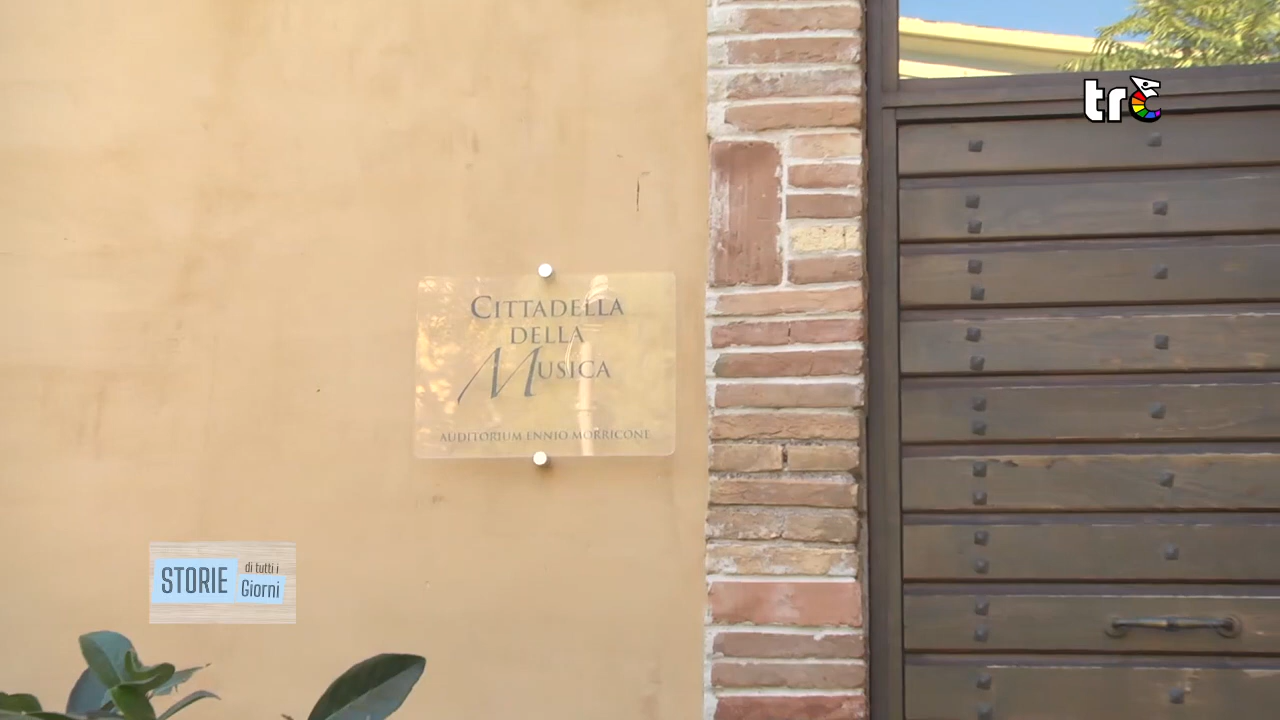 trc
CITTADELLA
DELLA
MUSICA
AUDITORIUM ENNIO MORRICONE
STORIE di tutti i Giorni